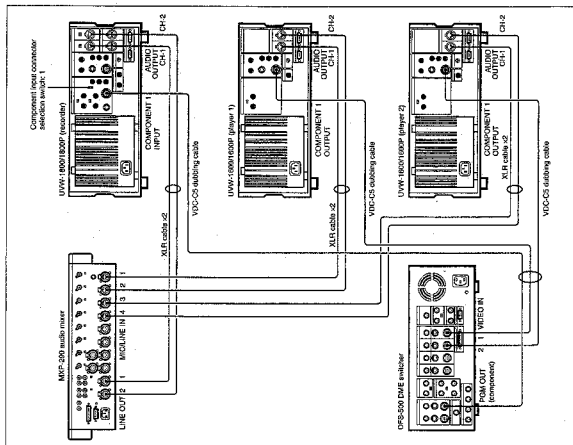 Component input connector
selection switch: 1
MXP-290 audio mixer
UVW-1800/1800P (recorder)
LINE OUT 2 1
MIC/LINE IN
4 3 2 1
COMPONENT 1
INPUT
AUDIO
OUTPUT
CH-1
CH-2
XLR cable x2
VDC-C5 dubbing cable
UVW-1600/1600P (player 1)
COMPONENT 1
OUTPUT
AUDIO
OUTPUT
CH-1
CH-2
XLR cable x2
VDC-C5 dubbing cable
DFS-500 DME switcher
PGM OUT
(component)
2 1
VIDEO IN
UVW-1600/1600P (player 2)
COMPONENT 1
OUTPUT
AUDIO
OUTPUT
CH-1
CH-2
XLR cable x2
VDC-C5 dubbing cable